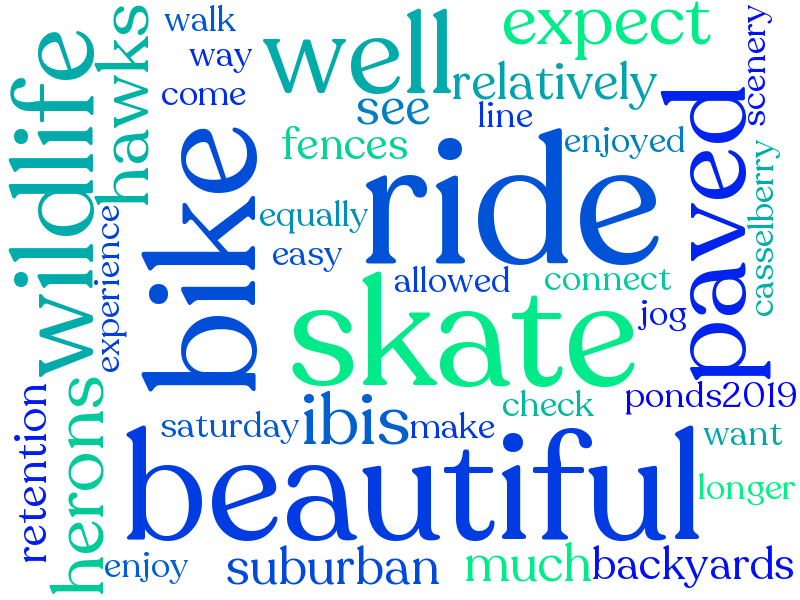 walk
way
come
well
expect
relatively
see
line
scenery
wildlife
hawks
bike
fences
ride
enjoyed
paved
casselberry
equally
easy
experience
allowed
connect
skate
jog
ponds2019
retention
herons
saturday
ibis
make
check
want
beautiful
longer
enjoy
suburban
much
backyards